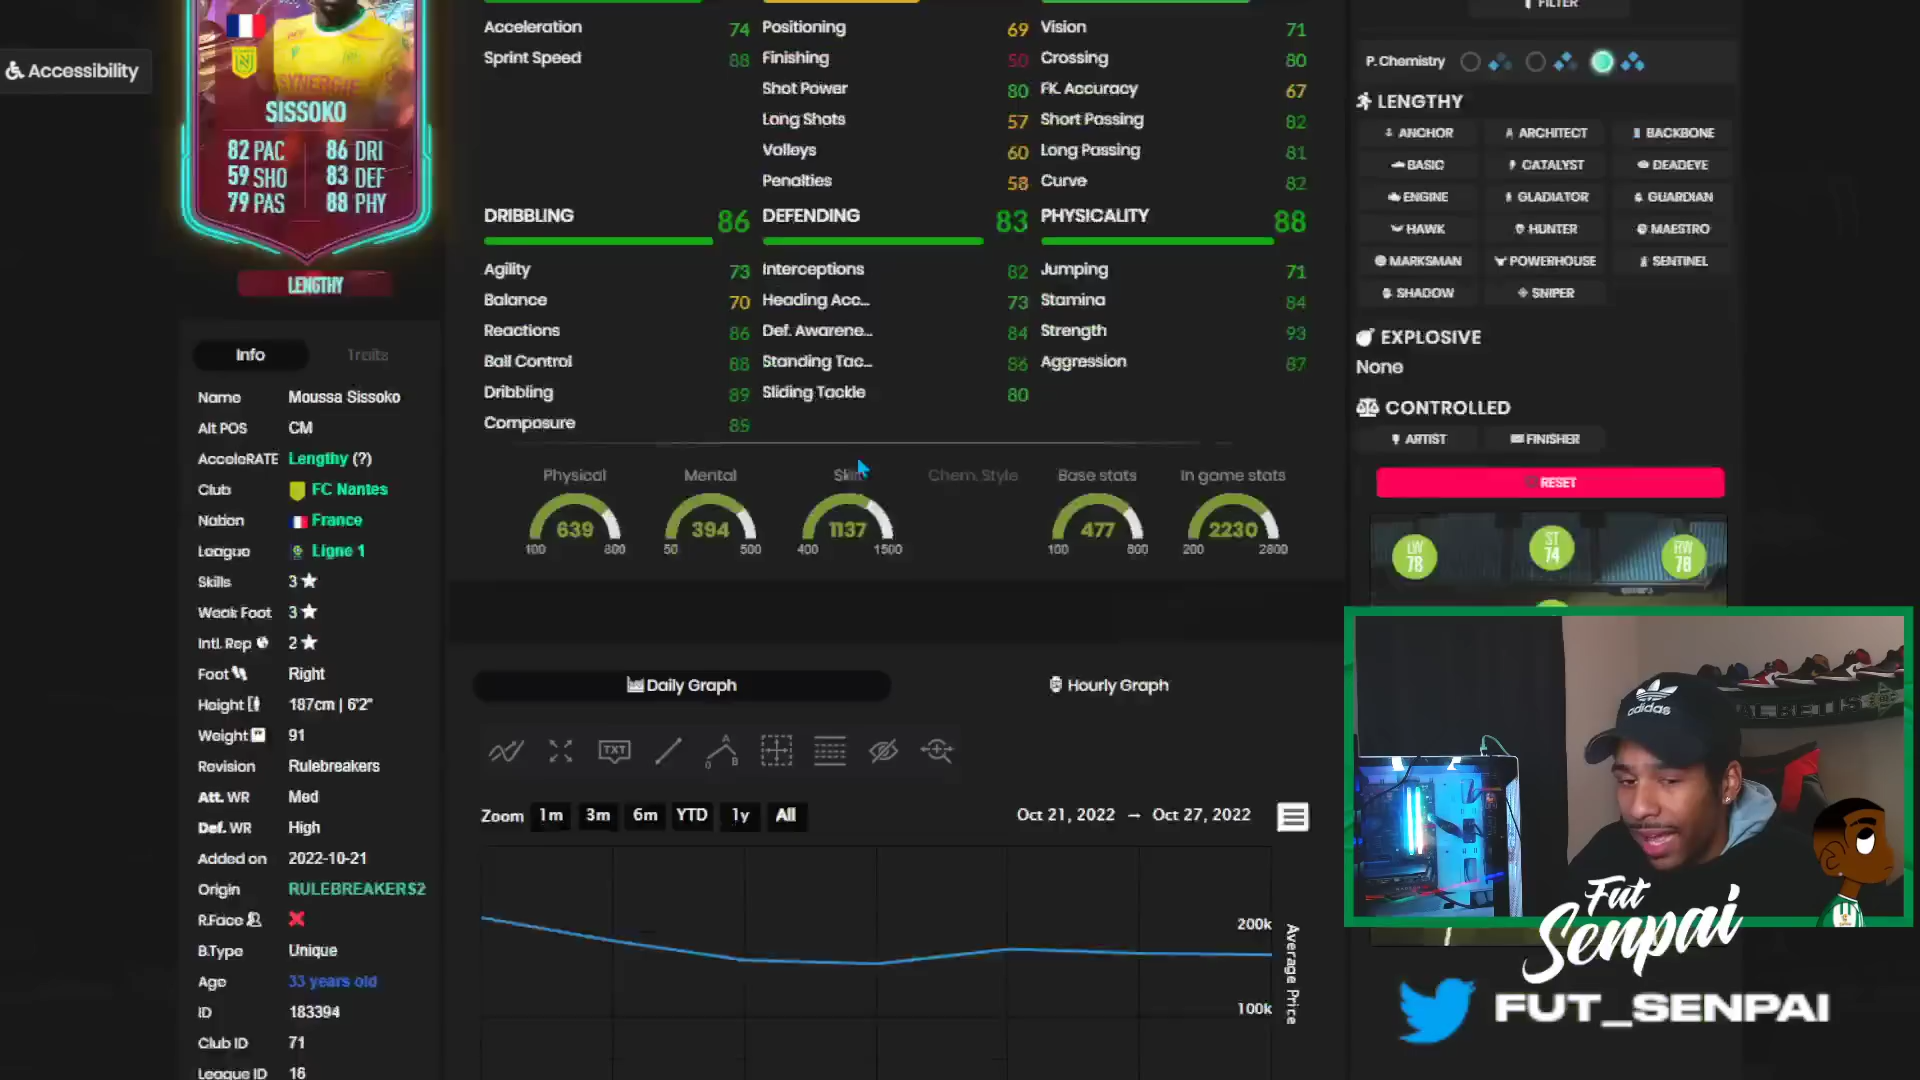 Accessibility
SYNERGIE
SISSOKO
82 PAC 86 DRI
59 SHO 83 DEF
79 PAS 88 PHY
LENGTHY
Info Traits
Name Moussa Sissoko
Alt POS CM
AcceleRATE Lengthy (?)
Club FC Nantes
Nation France
League Ligue 1
Skills 3
Weak Foot 3
Intl.Rep 2
Foot Right
Height 187cm | 6'2"
Weight 91
Revision Rulebreakers
Att. WR Med
Def. WR High
Added on 2022-10-21
Origin RULEBREAKERS2
R.Face
B.Type Unique
Age 33 years old
ID 183394
Club ID 71
League ID 16
Acceleration 74
Sprint Speed 88
Positioning 69
Finishing 50
Shot Power 80
Long Shots 57
Volleys 60
Penalties 58
Vision 71
Crossing 80
FK. Accuracy 67
Short Passing 82
Long Passing 81
Curve 82
DRIBBLING 86
Agility 73
Balance 70
Reactions 86
Ball Control 88
Dribbling 89
Composure 85
DEFENDING 83
Interceptions 82
Heading Acc... 73
Def. Awarene... 84
Standing Tac... 86
Sliding Tackle 80
PHYSICALITY 88
Jumping 71
Stamina 84
Strength 93
Aggression 87
Physical Mental Skill Chem. Style Base stats In game stats
639 394 1137 477 2230
100 800 50 500 400 1500 100 800 200 2800
Daily Graph Hourly Graph
TXT
A
0 B
Zoom 1m 3m 6m YTD 1y All Oct 21, 2022 → Oct 27, 2022
200k
100k
Average Price
FILTER
P. Chemistry
LENGTHY
ANCHOR ARCHITECT BACKBONE
BASIC CATALYST DEADEYE
ENGINE GLADIATOR GUARDIAN
HAWK HUNTER MAESTRO
MARKSMAN POWERHOUSE SENTINEL
SHADOW SNIPER
EXPLOSIVE
None
CONTROLLED
ARTIST FINISHER
RESET
LW
78
ST
74
RW
78
adidas
Fut
Senpai
FUT_SENPAI